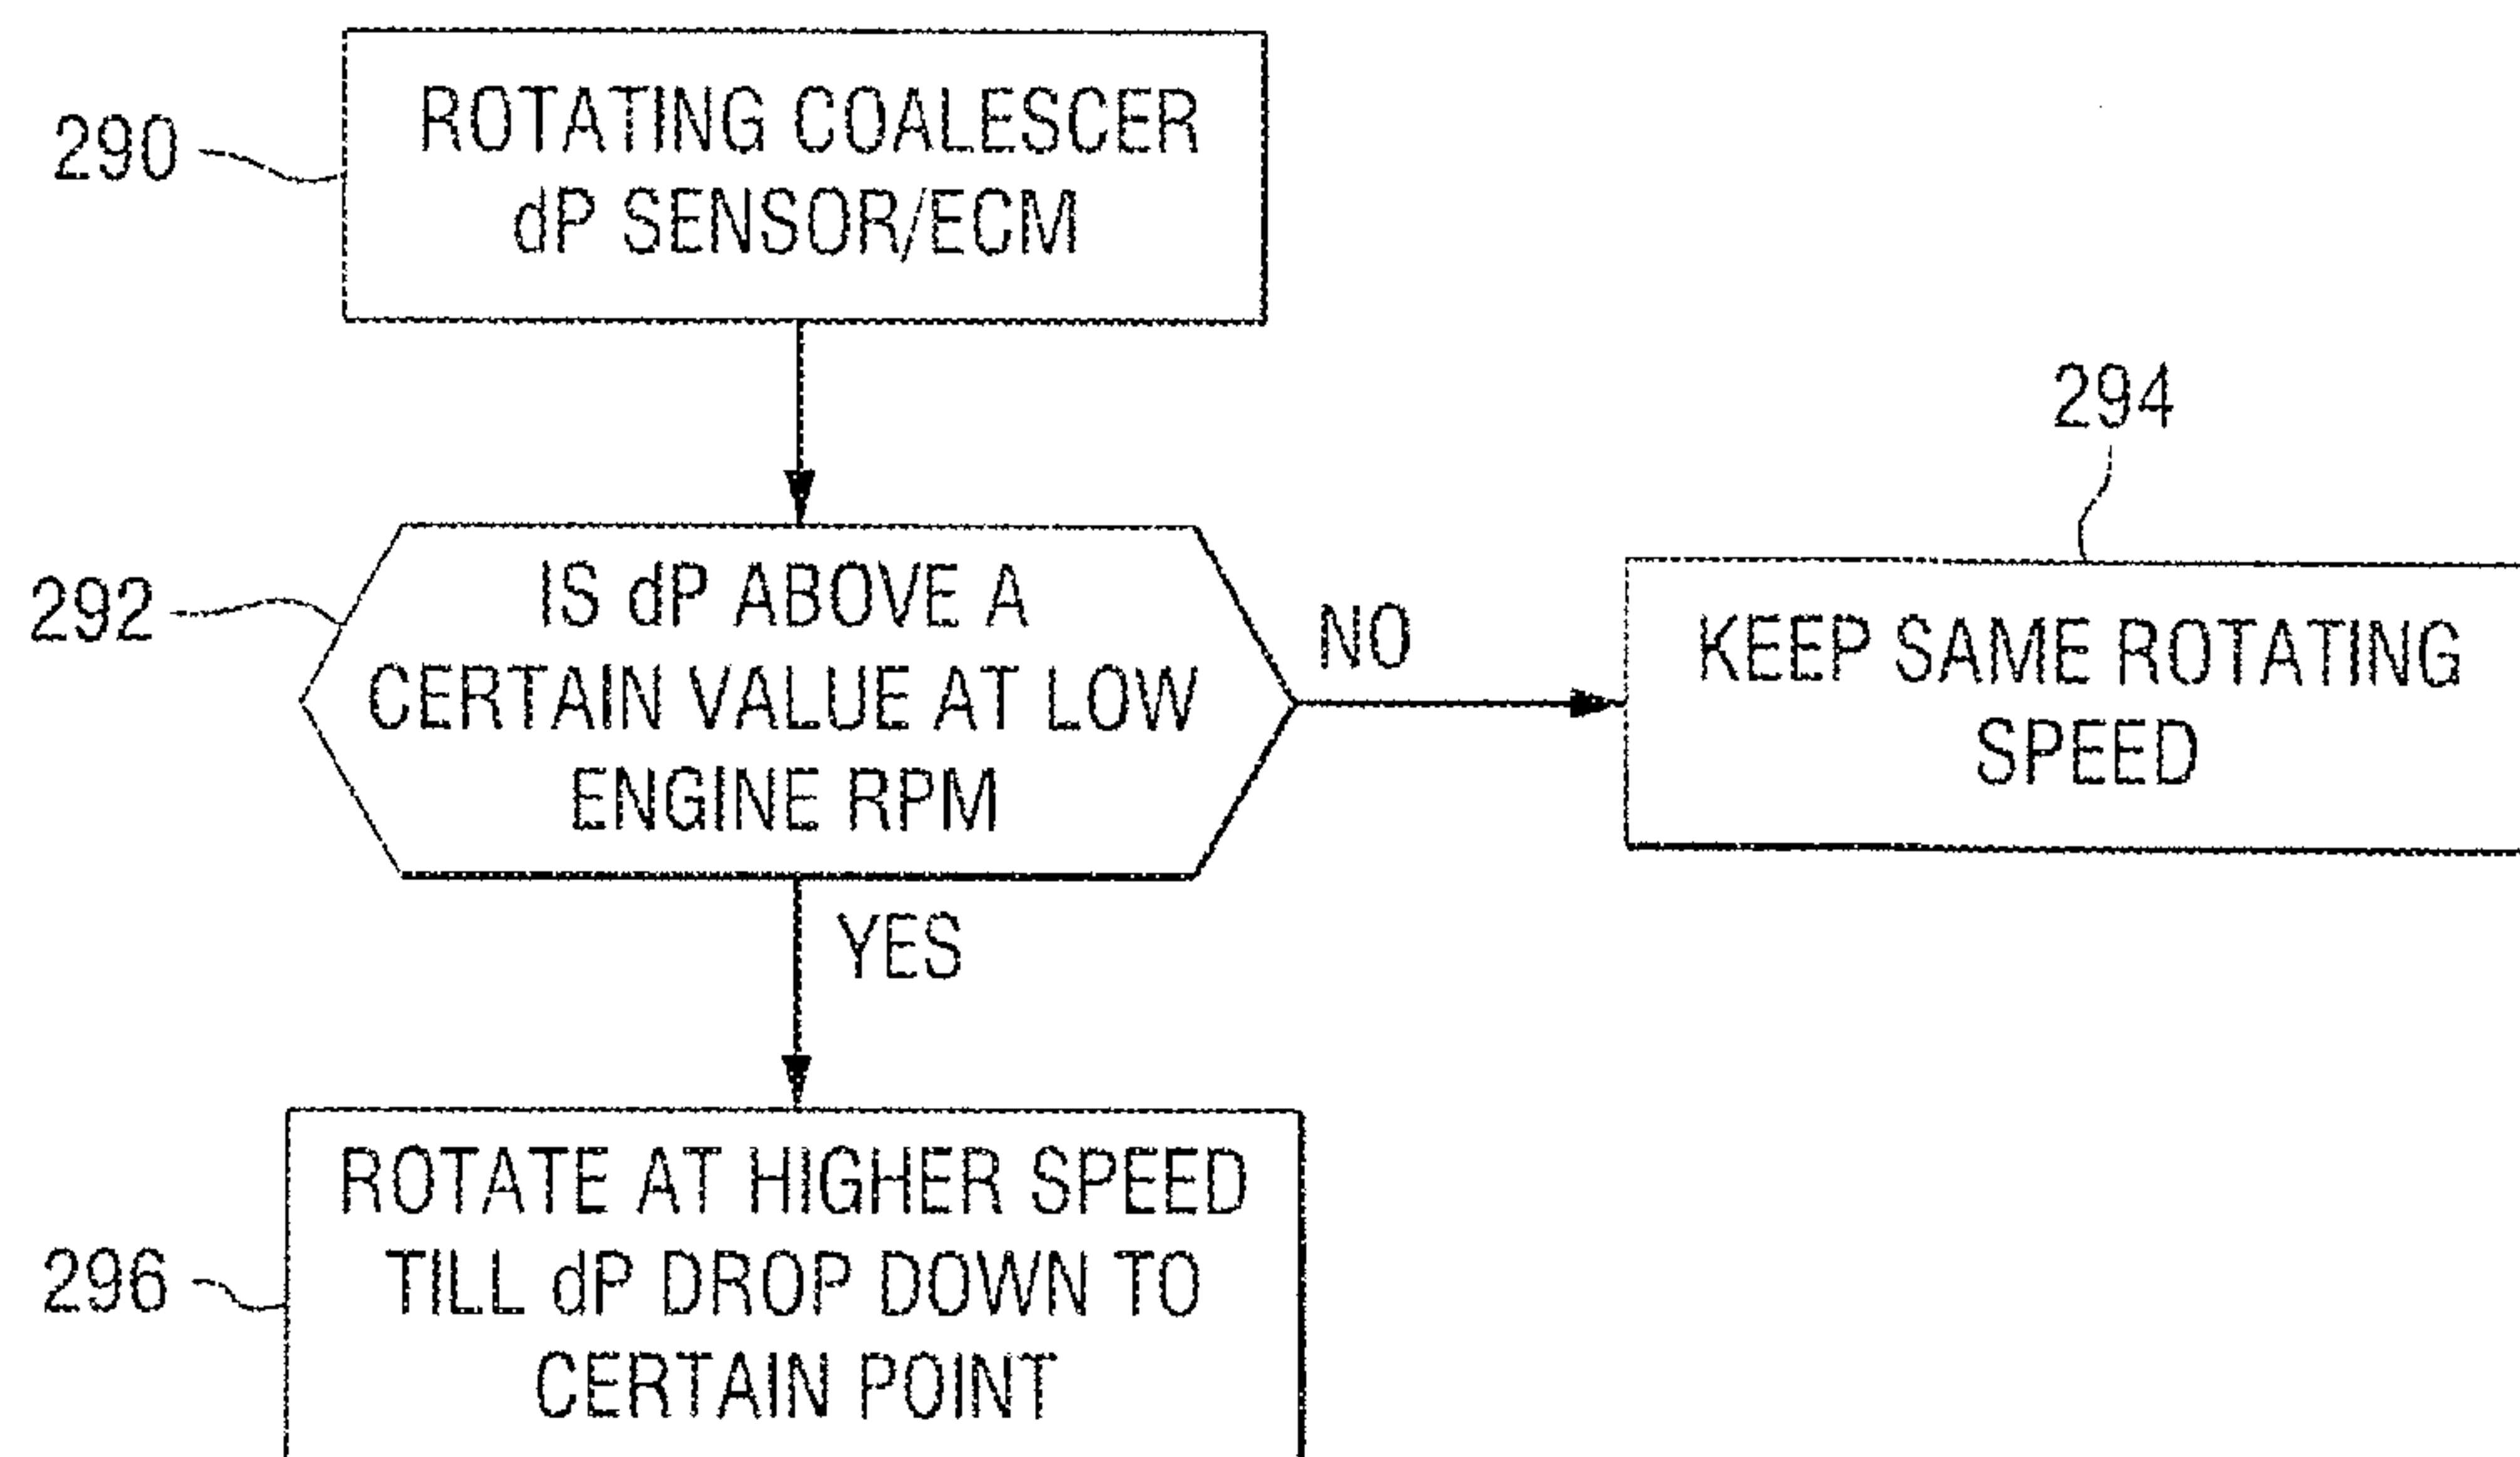 290
ROTATING COALESCER
dP SENSOR/ECM
292
IS dP ABOVE A
CERTAIN VALUE AT LOW
ENGINE RPM
NO
294
KEEP SAME ROTATING
SPEED
YES
296
ROTATE AT HIGHER SPEED
TILL dP DROP DOWN TO
CERTAIN POINT